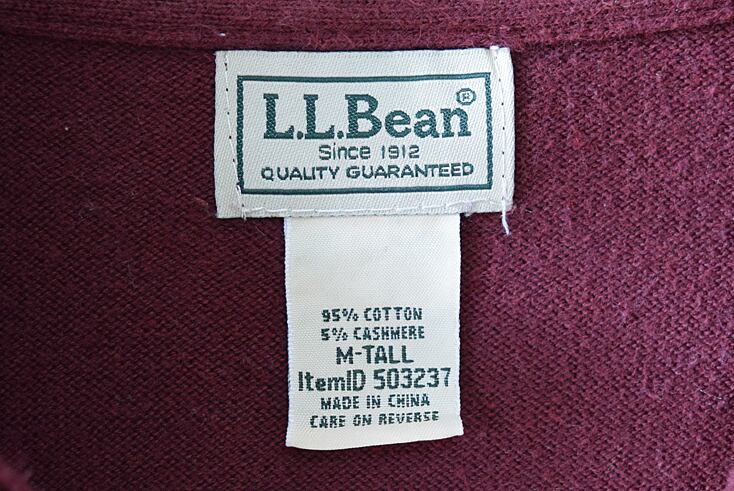 L.L.Bean®
Since 1912
QUALITY GUARANTEED
95% COTTON
5% CASHMERE
M-TALL
ItemID 503237
MADE IN CHINA
CARE ON REVERSE